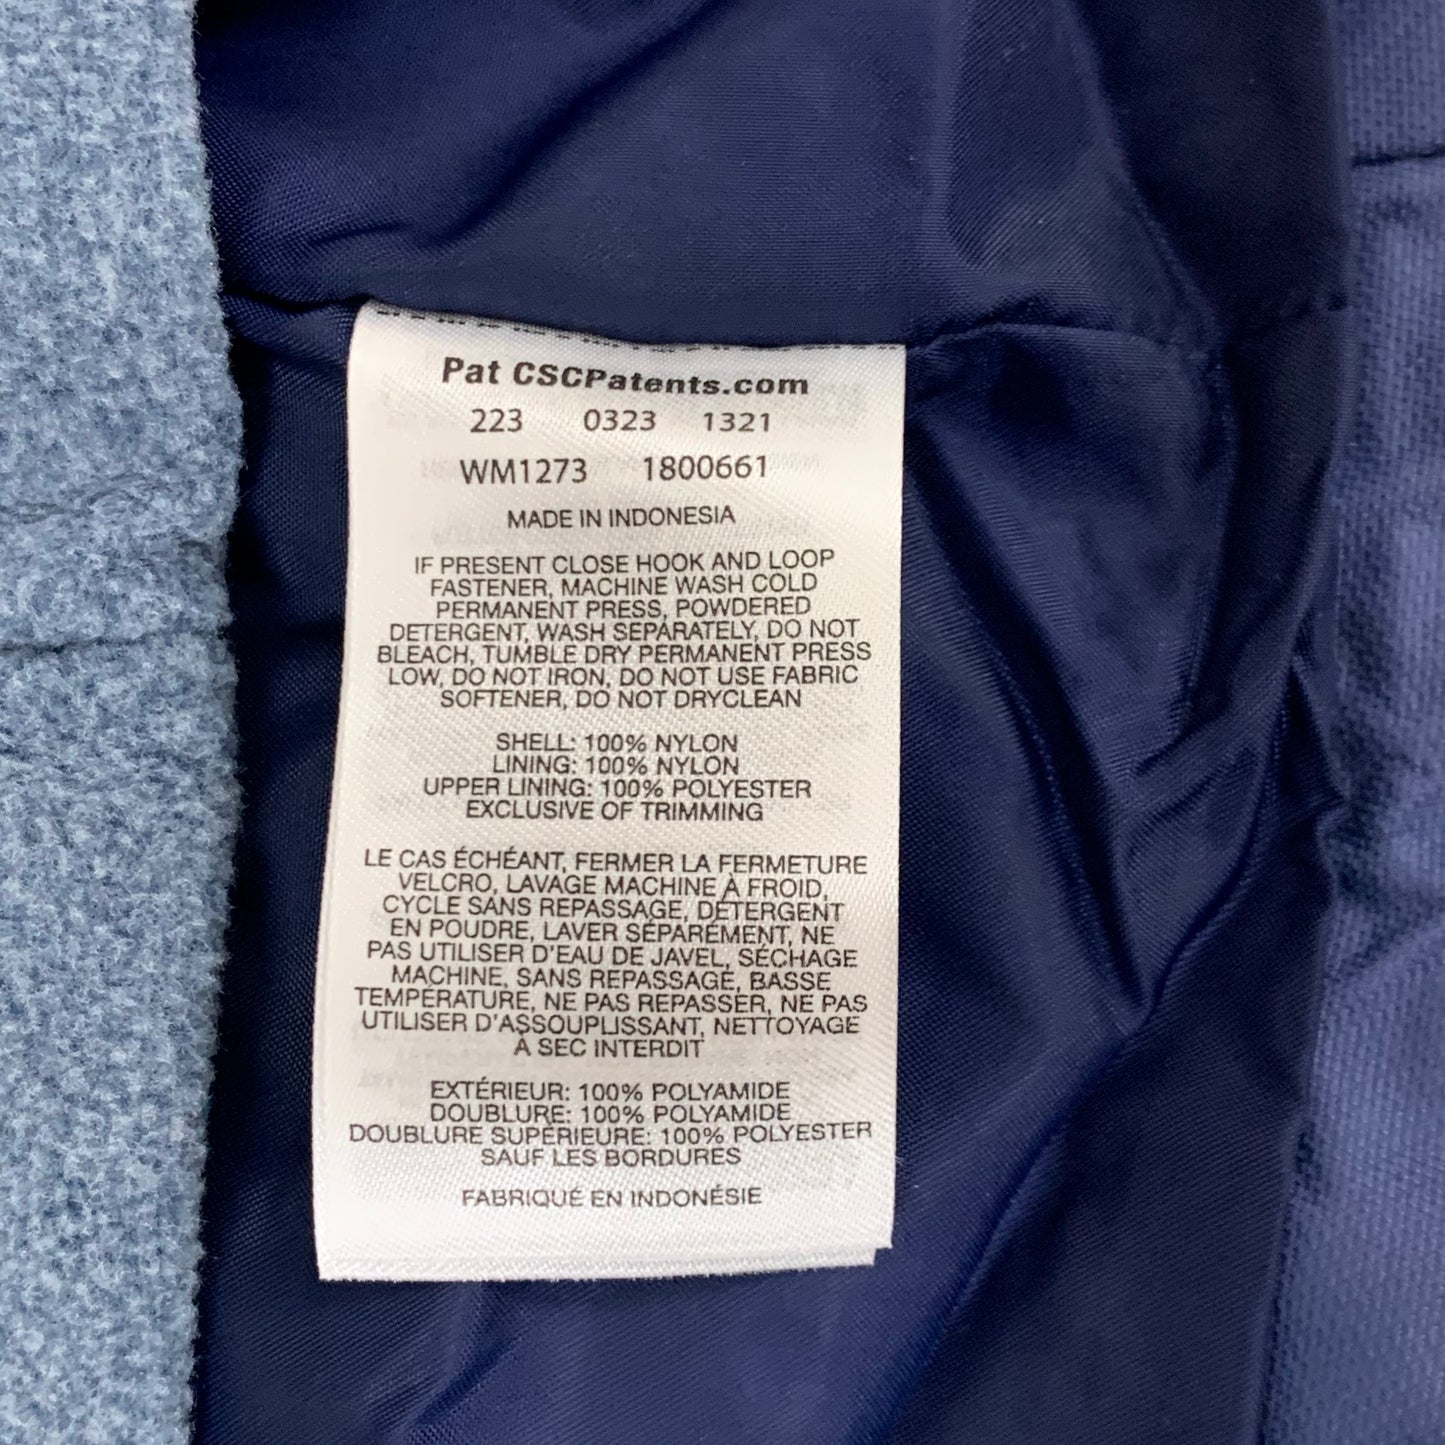 Pat CSCPatents.com
223 0323 1321
WM1273 1800661
MADE IN INDONESIA
IF PRESENT CLOSE HOOK AND LOOP
FASTENER, MACHINE WASH COLD
PERMANENT PRESS, POWDERED
DETERGENT, WASH SEPARATELY, DO NOT
BLEACH, TUMBLE DRY PERMANENT PRESS
LOW, DO NOT IRON, DO NOT USE FABRIC
SOFTENER, DO NOT DRYCLEAN
SHELL: 100% NYLON
LINING: 100% NYLON
UPPER LINING: 100% POLYESTER
EXCLUSIVE OF TRIMMING
LE CAS ÉCHÉANT, FERMER LA FERMETURE
VELCRO, LAVAGE MACHINE À FROID,
CYCLE SANS REPASSAGE, DÉTERGENT
EN POUDRE, LAVER SÉPARÉMENT, NE
PAS UTILISER D'EAU DE JAVEL, SÉCHAGE
MACHINE, SANS REPASSAGE, BASSE
TEMPÉRATURE, NE PAS REPASSER, NE PAS
UTILISER D'ASSOUPLISSANT, NETTOYAGE
À SEC INTERDIT
EXTÉRIEUR: 100% POLYAMIDE
DOUBLURE: 100% POLYAMIDE
DOUBLURE SUPÉRIEURE: 100% POLYESTER
SAUF LES BORDURES
FABRIQUÉ EN INDONÉSIE